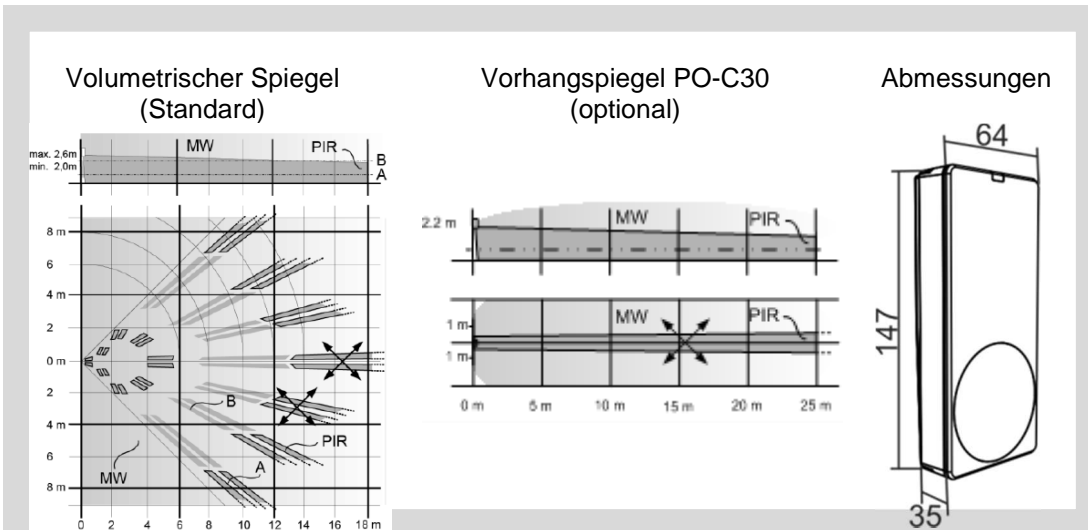 Volumetrischer Spiegel
(Standard)
max. 2,6m
min. 2,0m
MW
PIR
B
A
8 m
6
4 m
2
0 m
2
4 m
6
8 m
B
PIR
A
MW
0 2 4 6 8 10 12 14 16 18 m
Vorhangspiegel PO-C30
(optional)
2.2 m
MW
PIR
1 m
1 m
MW
PIR
0 m 5 m 10 m 15 m 20 m 25 m
Abmessungen
64
147
35